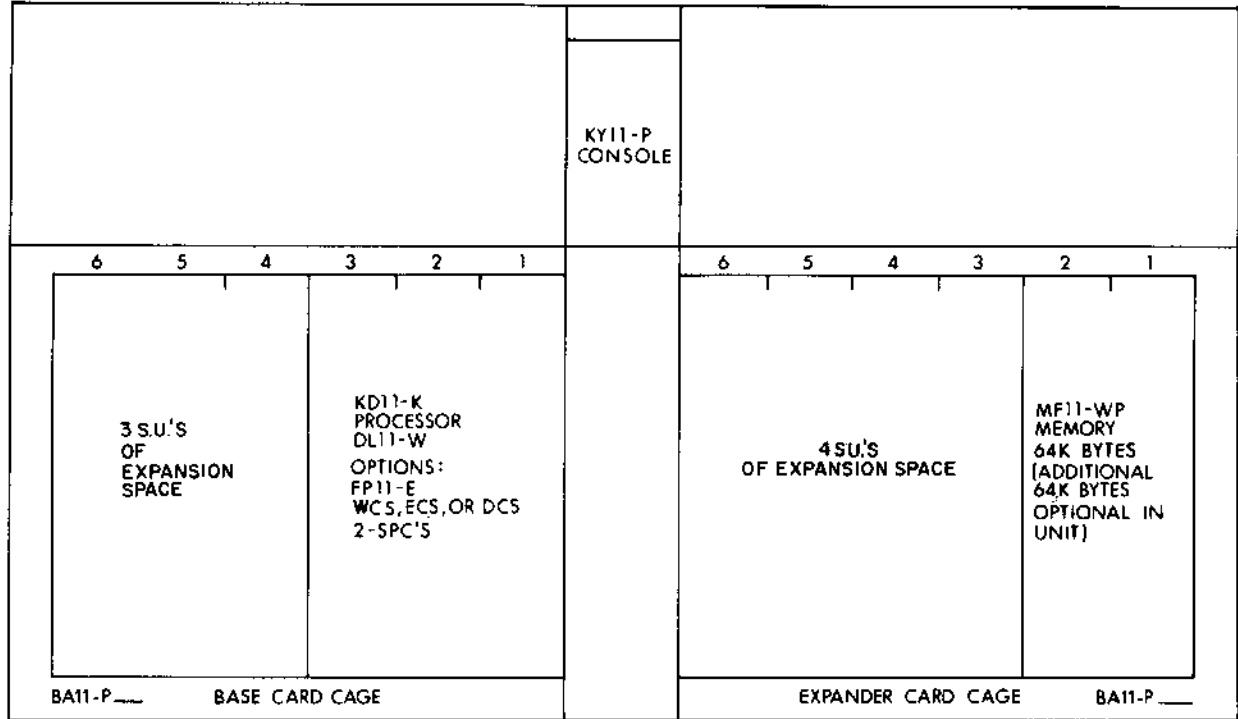 KY11-P
CONSOLE
6 5 4 3 2 1
3 S.U.'S
OF
EXPANSION
SPACE
KD11-K
PROCESSOR
DL11-W
OPTIONS:
FP11-E
WCS, ECS, OR DCS
2-SPC'S
BA11-P__ BASE CARD CAGE
6 5 4 3 2 1
4 S.U.'S
OF EXPANSION SPACE
MF11-WP
MEMORY
64K BYTES
(ADDITIONAL
64K BYTES
OPTIONAL IN
UNIT)
EXPANDER CARD CAGE BA11-P__